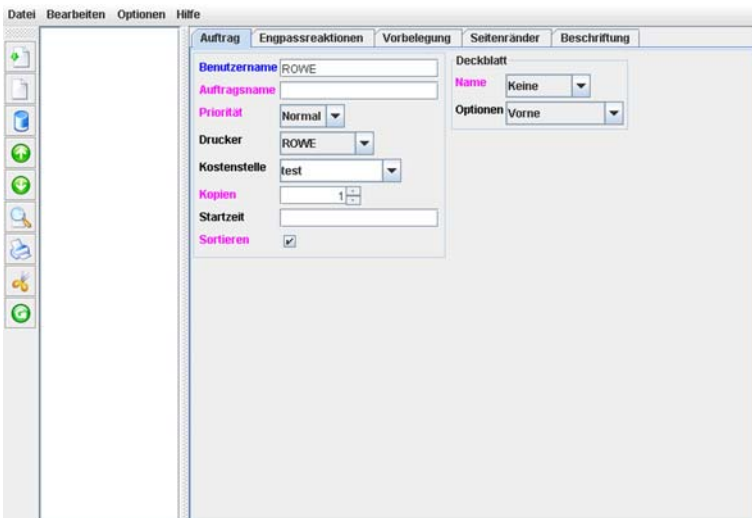 Datei Bearbeiten Optionen Hilfe
Auftrag Engpassreaktionen Vorbelegung Seitenränder Beschriftung
Benutzername ROWE
Auftragsname
Priorität Normal
Drucker ROWE
Kostenstelle test
Kopien 1
Startzeit
Sortieren
Deckblatt
Name Keine
Optionen Vorne